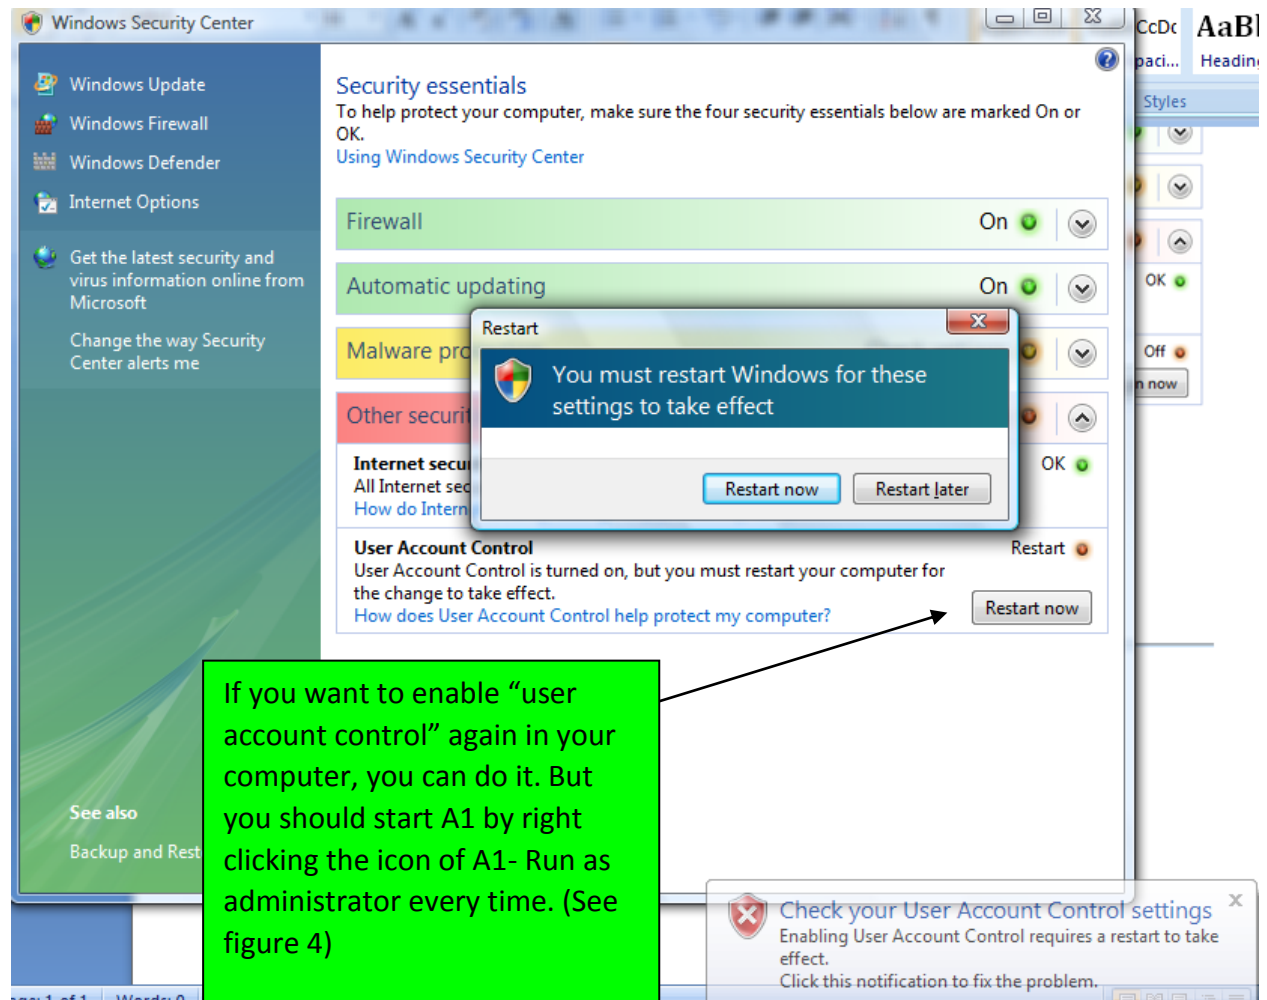 Windows Security Center
Windows Update
Windows Firewall
Windows Defender
Internet Options
Get the latest security and
virus information online from
Microsoft
Change the way Security
Center alerts me
See also
Backup and Rest
Security essentials
To help protect your computer, make sure the four security essentials below are marked On or
OK.
Using Windows Security Center
Firewall On
Automatic updating On
Malware pro
Other securit
Internet secu OK
All Internet sec
How do Intern
User Account Control Restart
User Account Control is turned on, but you must restart your computer for
the change to take effect.
How does User Account Control help protect my computer?
Restart now
Restart
You must restart Windows for these
settings to take effect
Restart now Restart later
If you want to enable “user
account control” again in your
computer, you can do it. But
you should start A1 by right
clicking the icon of A1- Run as
administrator every time. (See
figure 4)
CcDc AaBl
paci... Heading
Styles
OK
Off
n now
Check your User Account Control settings
Enabling User Account Control requires a restart to take
effect.
Click this notification to fix the problem.
1 of 1 Words: 0